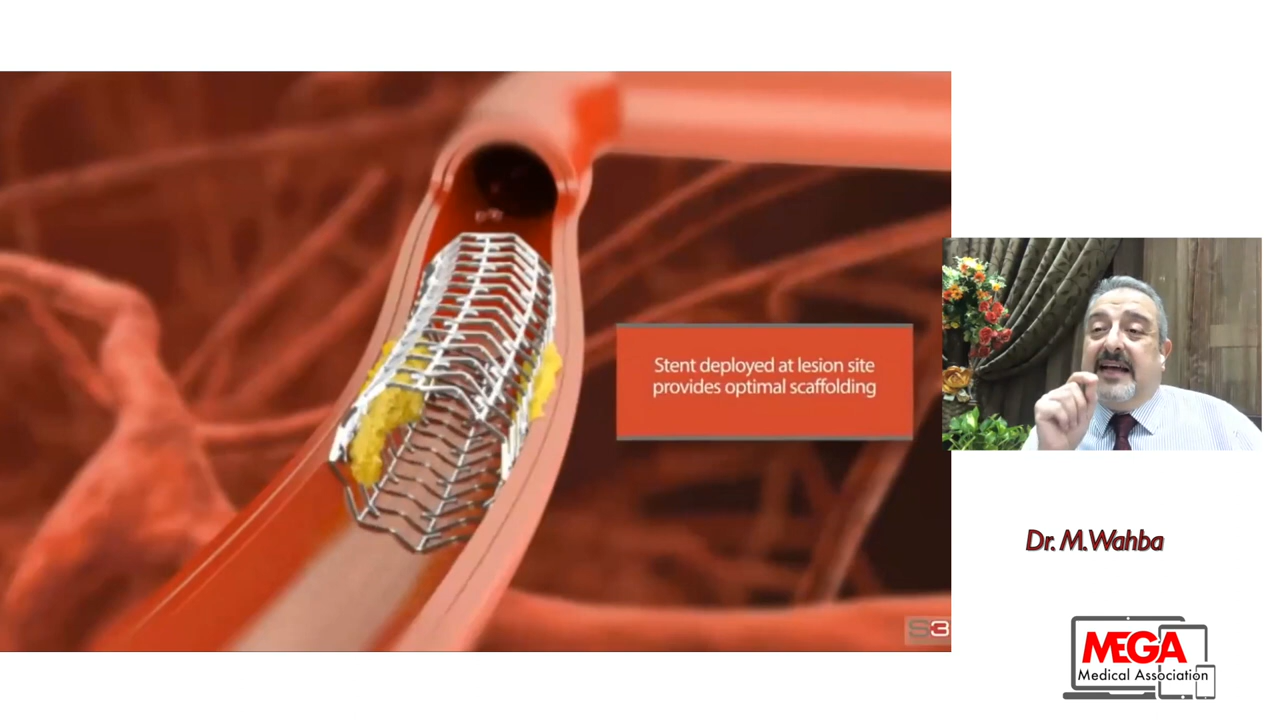 Stent deployed at lesion site
provides optimal scaffolding
S3
Dr. M.Wahba
MEGA
Medical Association